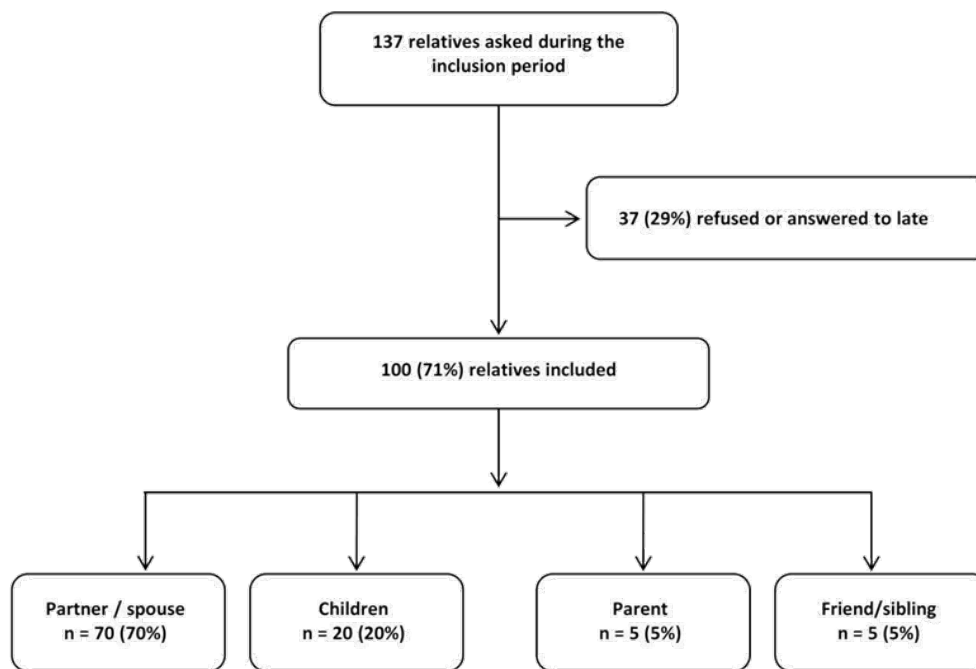 137 relatives asked during the
inclusion period
37 (29%) refused or answered to late
100 (71%) relatives included
Partner / spouse
n = 70 (70%)
Children
n = 20 (20%)
Parent
n = 5 (5%)
Friend/sibling
n = 5 (5%)